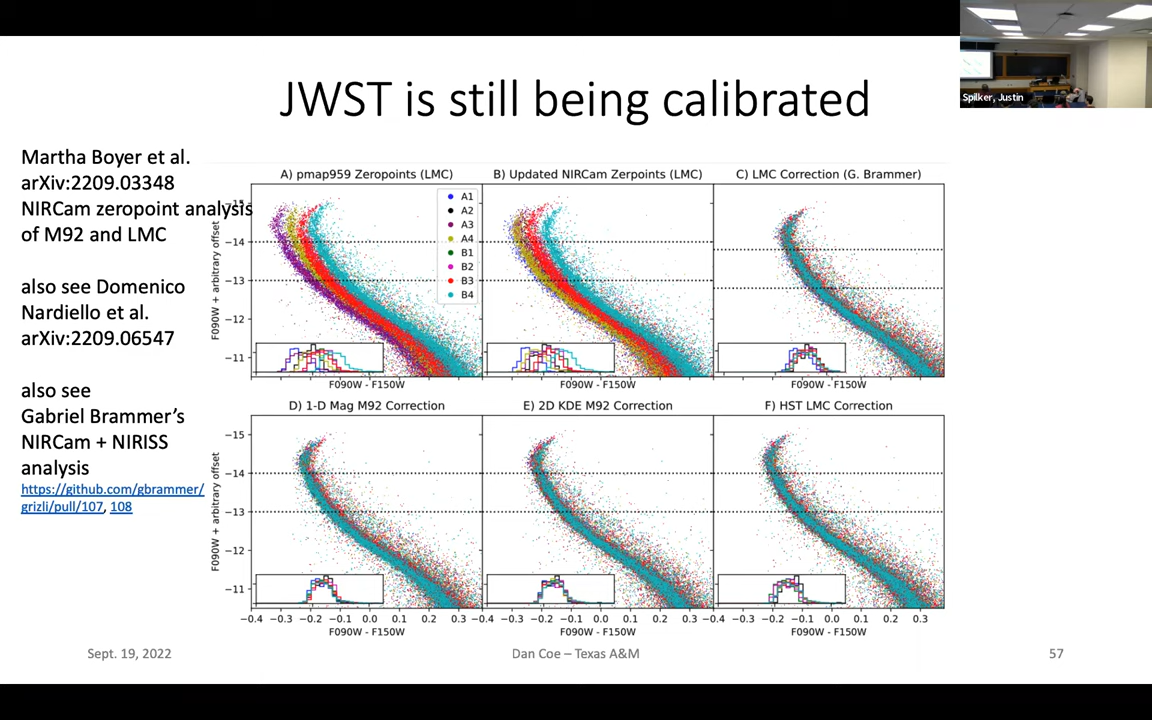 JWST is still being calibrated
Spilker, Justin
Martha Boyer et al.
arXiv:2209.03348
NIRCam zeropoint analysis
of M92 and LMC
also see Domenico
Nardiello et al.
arXiv:2209.06547
also see
Gabriel Brammer’s
NIRCam + NIRISS
analysis
https://github.com/gbrammer/
grizli/pull/107, 108
A) pmap959 Zeropoints (LMC)
B) Updated NIRCam Zerpoints (LMC)
C) LMC Correction (G. Brammer)
A1
A2
A3
A4
B1
B2
B3
B4
F090W + arbitrary offset
−14
−13
−12
−11
F090W - F150W
F090W - F150W
F090W - F150W
D) 1-D Mag M92 Correction
E) 2D KDE M92 Correction
F) HST LMC Correction
F090W + arbitrary offset
−15
−14
−13
−12
−11
−0.4 −0.3 −0.2 −0.1 0.0 0.1 0.2 0.3
−0.4 −0.3 −0.2 −0.1 0.0 0.1 0.2 0.3
−0.4 −0.3 −0.2 −0.1 0.0 0.1 0.2 0.3
F090W - F150W
F090W - F150W
F090W - F150W
Sept. 19, 2022
Dan Coe – Texas A&M
57